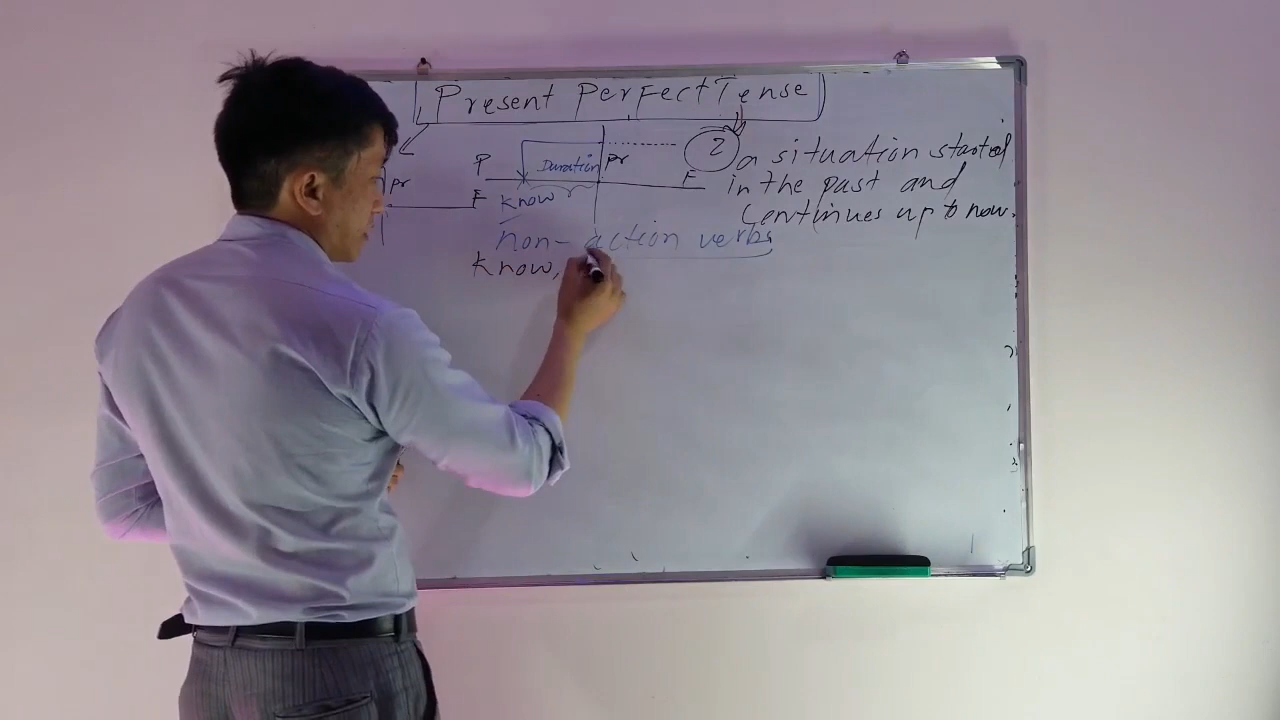 Present Perfect Tense
2 a situation started
in the past and
Continues up to now.
Pr
P Duration Pr F
F Know
non-action verbs
Know,